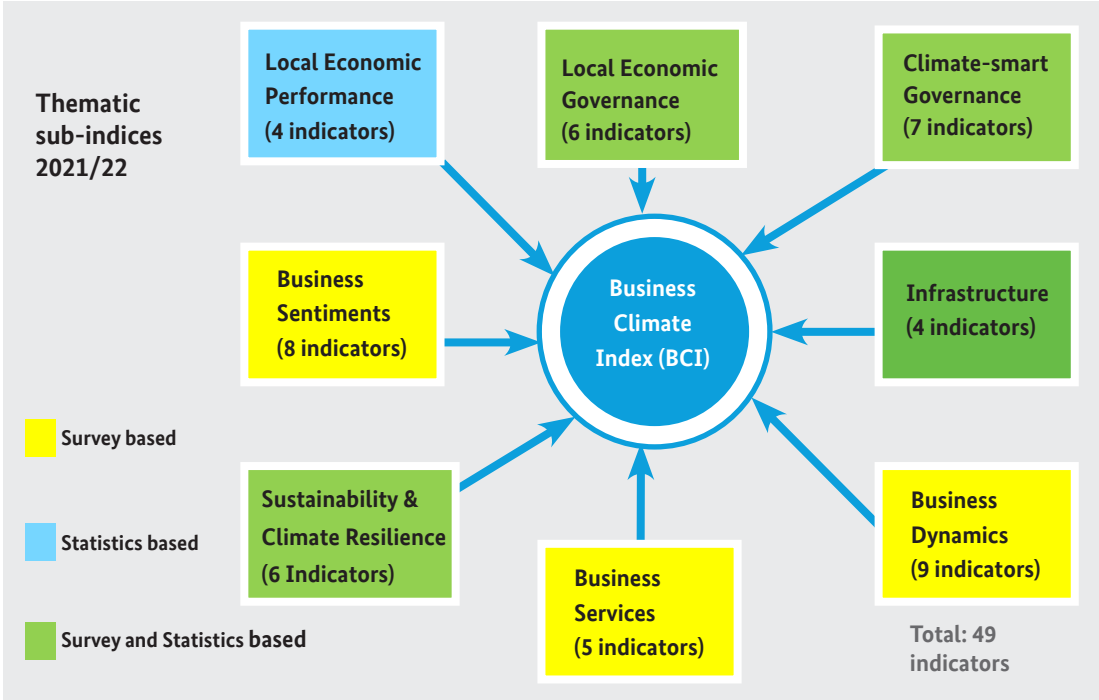 Thematic
sub-indices
2021/22
Local Economic
Performance
(4 indicators)
Local Economic
Governance
(6 indicators)
Climate-smart
Governance
(7 indicators)
Business
Sentiments
(8 indicators)
Business
Climate
Index (BCI)
Infrastructure
(4 indicators)
Survey based
Statistics based
Survey and Statistics based
Sustainability &
Climate Resilience
(6 Indicators)
Business
Services
(5 indicators)
Business
Dynamics
(9 indicators)
Total: 49
indicators